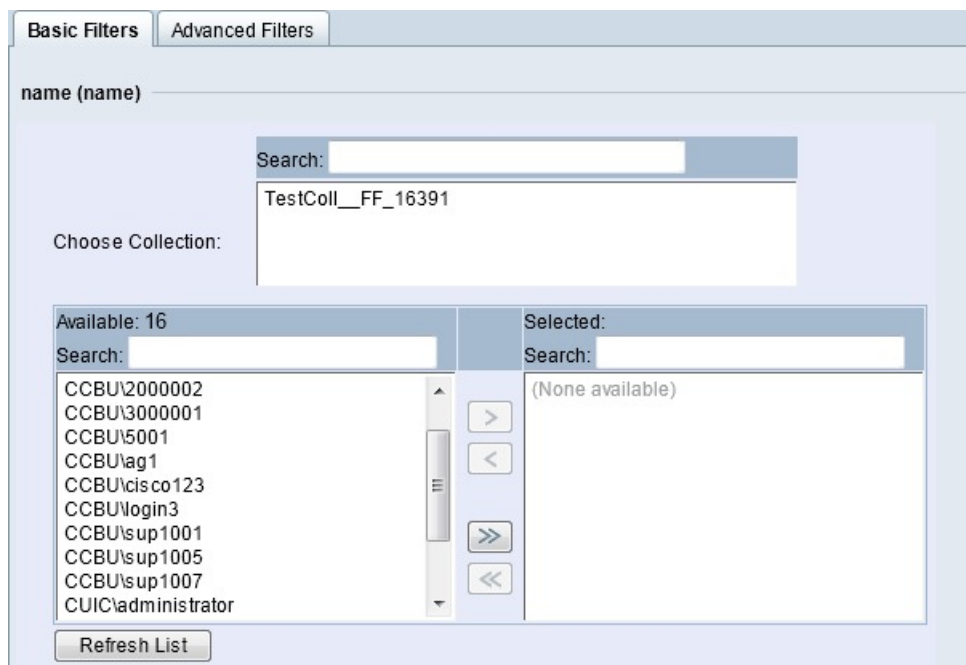 Basic Filters Advanced Filters
name (name)
Search:
TestColl__FF_16391
Choose Collection:
Available: 16
Search:
CCBU\2000002
CCBU\3000001
CCBU\5001
CCBU\ag1
CCBU\cisco123
CCBU\login3
CCBU\sup1001
CCBU\sup1005
CCBU\sup1007
CUIC\administrator
>
<
>>
<<
Selected:
Search:
(None available)
Refresh List